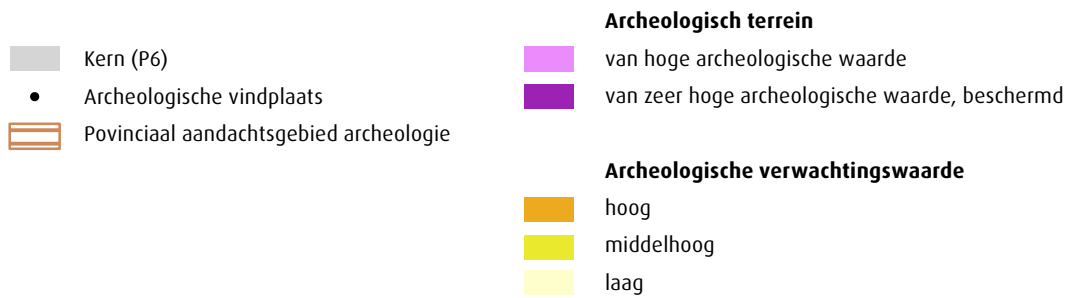 Kern (P6)
Archeologische vindplaats
Povinciaal aandachtsgebied archeologie
Archeologisch terrein
van hoge archeologische waarde
van zeer hoge archeologische waarde, beschermd
Archeologische verwachtingswaarde
hoog
middelhoog
laag